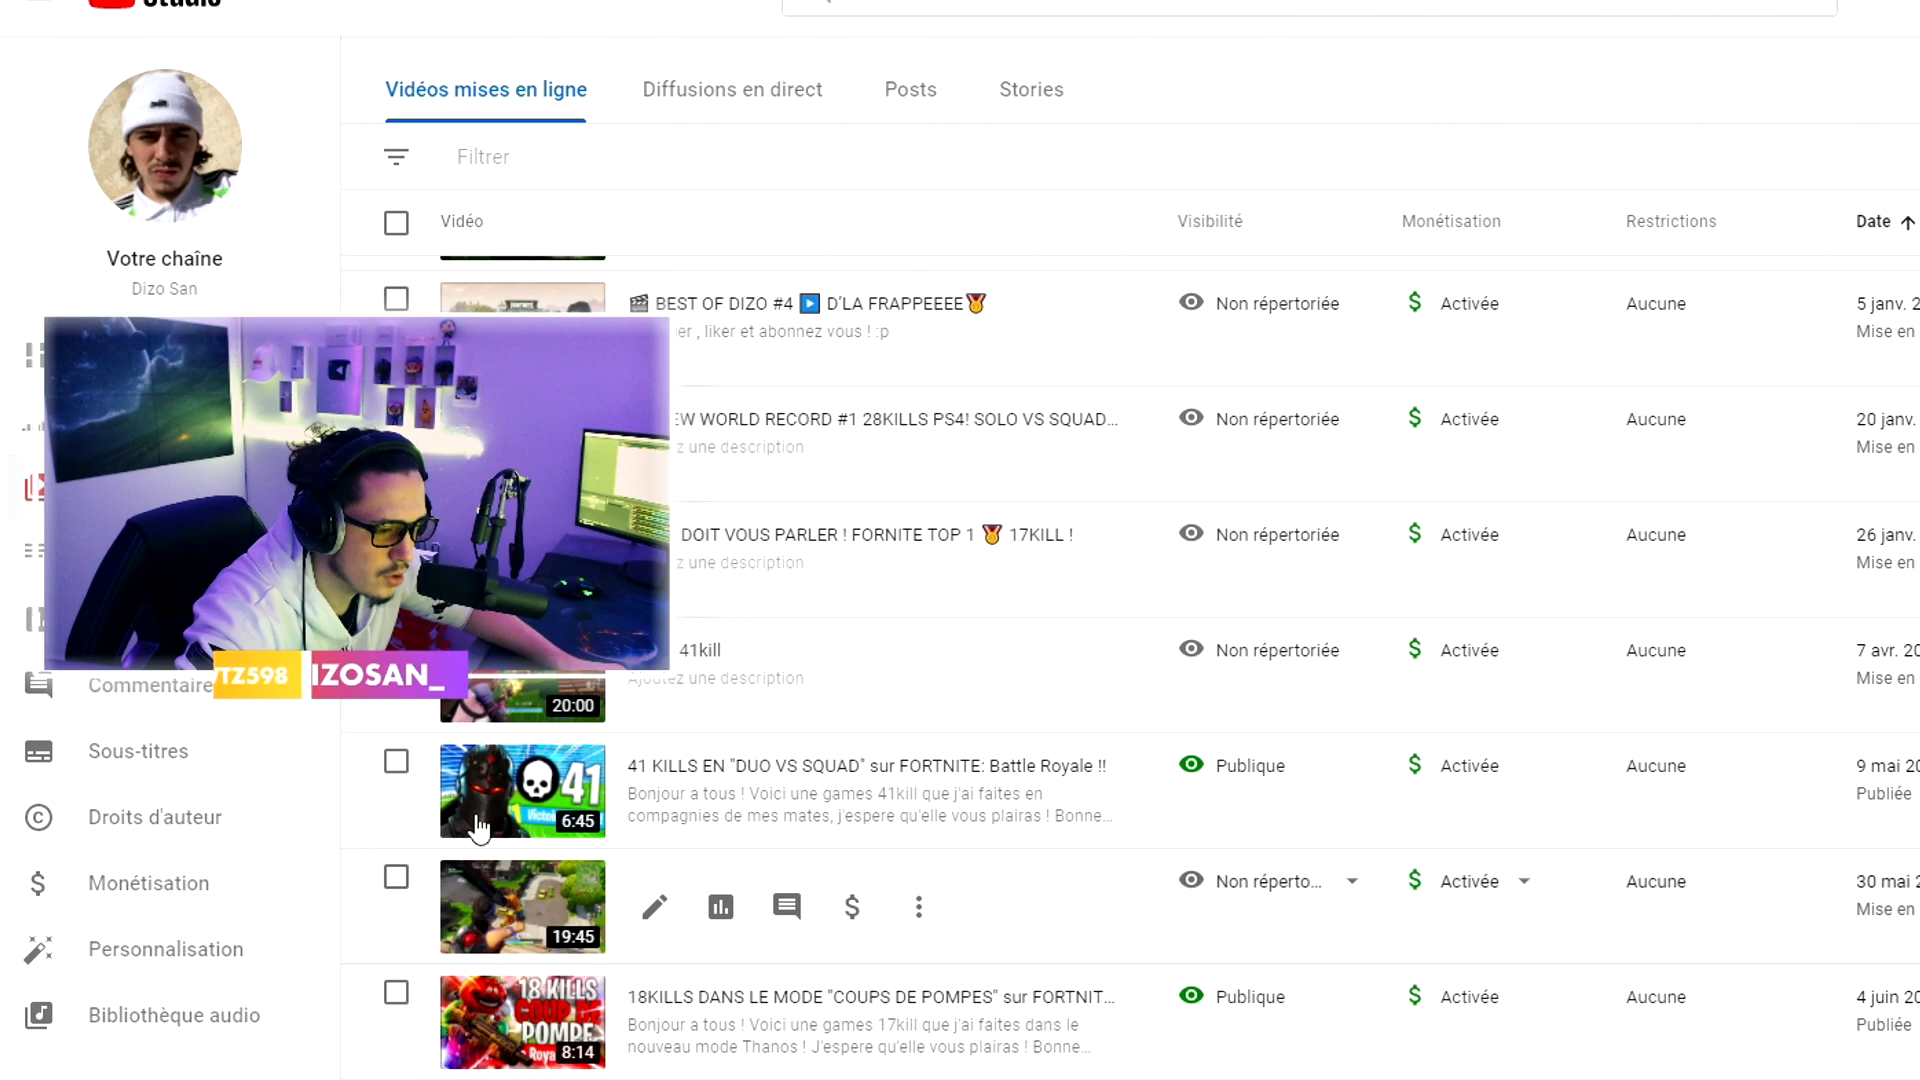 Studio
Vidéos mises en ligne
Diffusions en direct
Posts
Stories
Filtrer
Vidéo
Visibilité
Monétisation
Restrictions
Date
Votre chaîne
Dizo San
BEST OF DIZO #4 ▶ D'LA FRAPPEEEE🏅
er , liker et abonnez vous ! :p
Non répertoriée
Activée
Aucune
5 janv. 2
Mise en
EW WORLD RECORD #1 28KILLS PS4! SOLO VS SQUAD...
z une description
Non répertoriée
Activée
Aucune
20 janv.
Mise en
DOIT VOUS PARLER ! FORNITE TOP 1 🏅 17KILL !
z une description
Non répertoriée
Activée
Aucune
26 janv.
Mise en
41kill
Ajoutez une description
20:00
Non répertoriée
Activée
Aucune
7 avr. 20
Mise en
TZ598
IZOSAN_
Commentaire
Sous-titres
Droits d'auteur
Monétisation
Personnalisation
Bibliothèque audio
41
6:45
41 KILLS EN "DUO VS SQUAD" sur FORTNITE: Battle Royale !!
Bonjour a tous ! Voici une games 41kill que j'ai faites en
compagnies de mes mates, j'espere qu'elle vous plairas ! Bonne...
Publique
Activée
Aucune
9 mai 20
Publiée
19:45
Non réperto...
Activée
Aucune
30 mai 2
Mise en
18 KILLS
COUP DE
POMPE
8:14
18KILLS DANS LE MODE "COUPS DE POMPES" sur FORTNIT...
Bonjour a tous ! Voici une games 17kill que j'ai faites dans le
nouveau mode Thanos ! J'espere qu'elle vous plairas ! Bonne...
Publique
Activée
Aucune
4 juin 20
Publiée